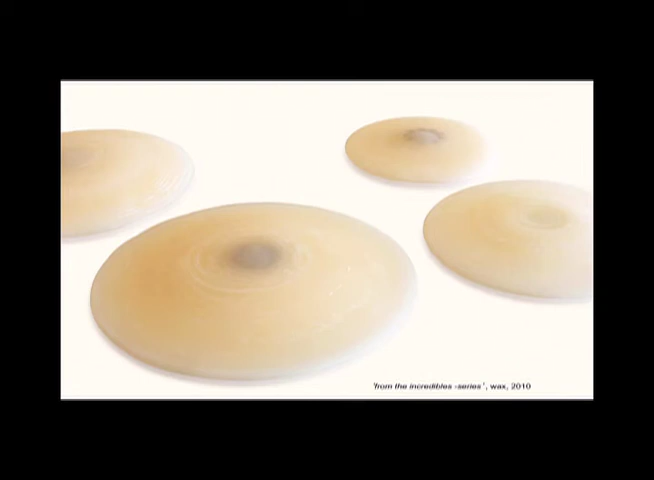 'from the incredibles -series', wax, 2010